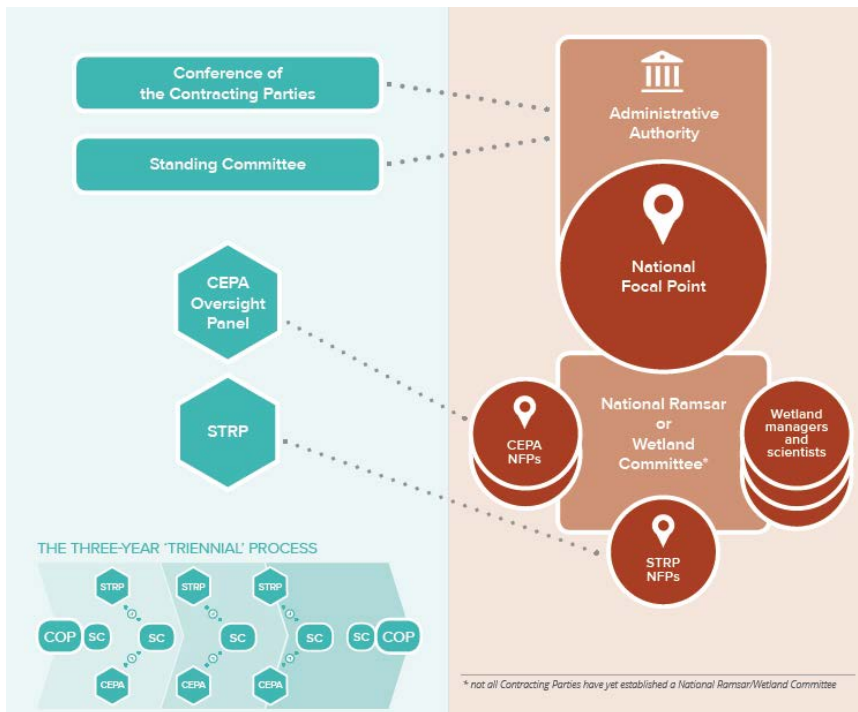 Conference of
the Contracting Parties
Standing Committee
CEPA
Oversight
Panel
STRP
Administrative
Authority
National
Focal Point
National Ramsar
or
Wetland
Committee*
CEPA
NFPs
Wetland
managers
and
scientists
STRP
NFPs
THE THREE-YEAR ‘TRIENNIAL’ PROCESS
STRP
STRP
STRP
COP
SC
SC
SC
SC
SC
COP
CEPA
CEPA
CEPA
* not all Contracting Parties have yet established a National Ramsar/Wetland Committee